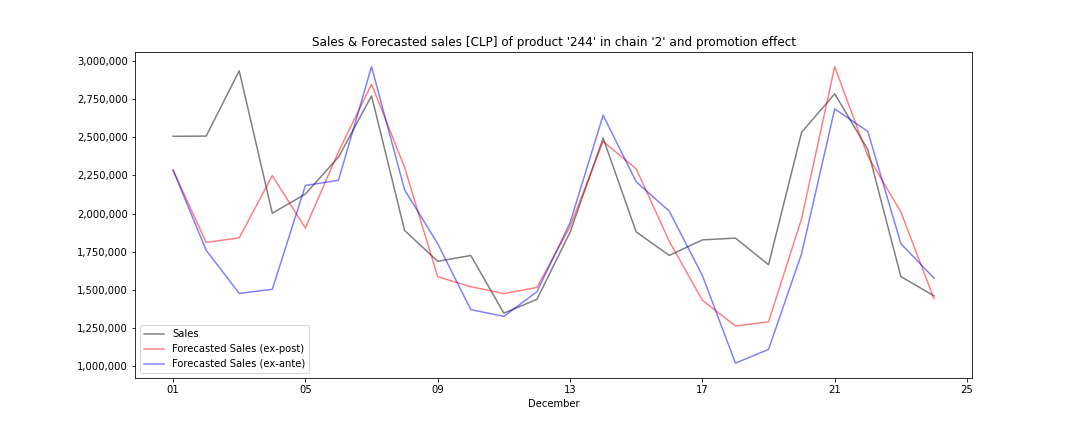 Sales & Forecasted sales [CLP] of product '244' in chain '2' and promotion effect
3,000,000
2,750,000
2,500,000
2,250,000
2,000,000
1,750,000
1,500,000
1,250,000
1,000,000
Sales
Forecasted Sales (ex-post)
Forecasted Sales (ex-ante)
01 05 09 13 17 21 25
December